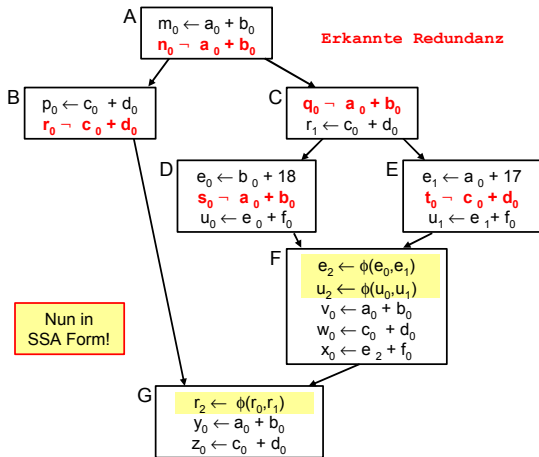 A
m₀ ← a₀ + b₀
n₀ ¬ a₀ + b₀
Erkannte Redundanz
B
p₀ ← c₀ + d₀
r₀ ¬ c₀ + d₀
C
q₀ ¬ a₀ + b₀
r₁ ← c₀ + d₀
D
e₀ ← b₀ + 18
s₀ ¬ a₀ + b₀
u₀ ← e₀ + f₀
E
e₁ ← a₀ + 17
t₀ ¬ c₀ + d₀
u₁ ← e₁ + f₀
F
e₂ ← ϕ(e₀,e₁)
u₂ ← ϕ(u₀,u₁)
v₀ ← a₀ + b₀
w₀ ← c₀ + d₀
x₀ ← e₂ + f₀
Nun in
SSA Form!
G
r₂ ← ϕ(r₀,r₁)
y₀ ← a₀ + b₀
z₀ ← c₀ + d₀